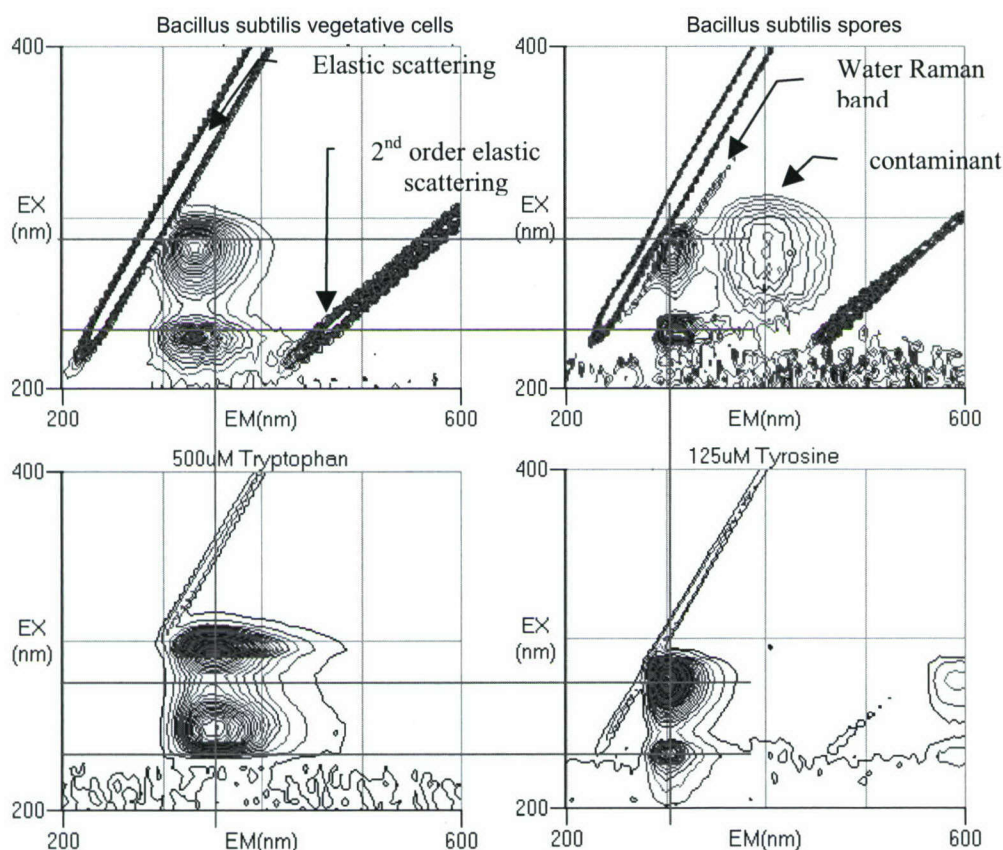 Bacillus subtilis vegetative cells
400
Elastic scattering
2nd order elastic
scattering
EX
(nm)
200
200
EM(nm)
600
Bacillus subtilis spores
400
Water Raman
band
contaminant
EX
(nm)
200
200
EM(nm)
600
500uM Tryptophan
400
EX
(nm)
200
200
EM(nm)
600
125uM Tyrosine
400
EX
(nm)
200
200
EM(nm)
600